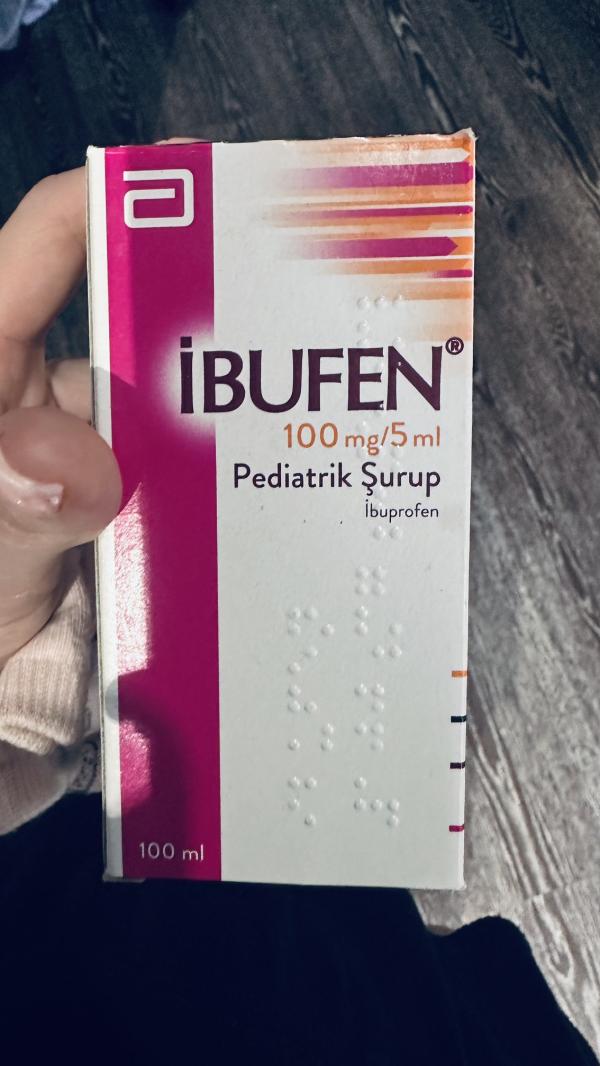 İBUFEN®
100 mg/5 ml
Pediatrik Şurup
İbuprofen
100 ml